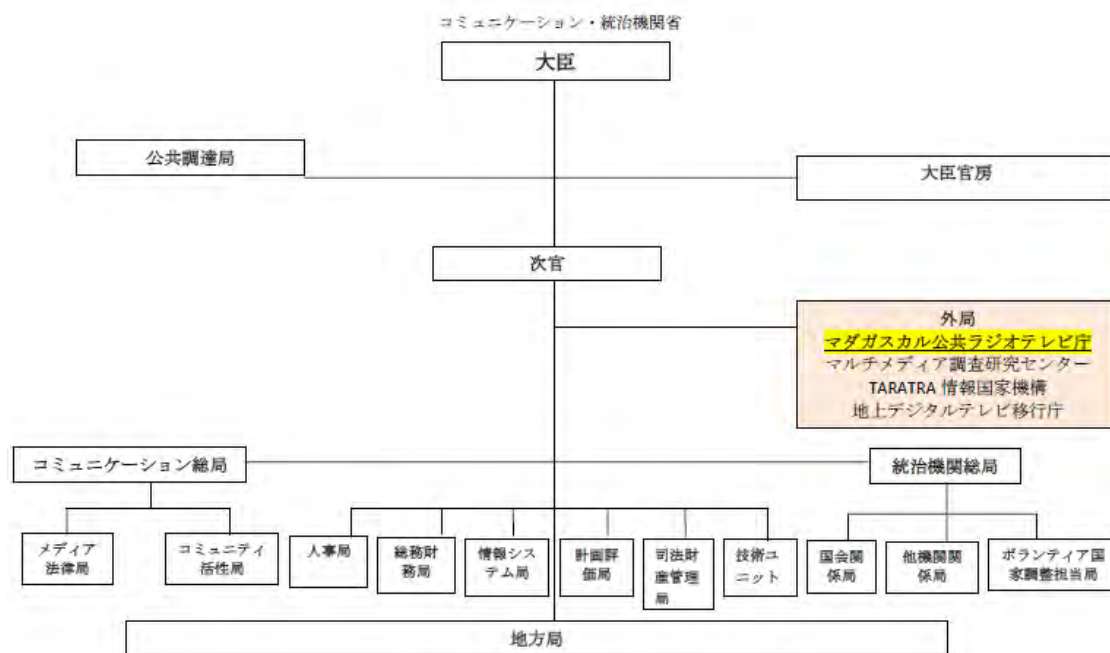 コミュニケーション・統治機関省
大臣
公共調達局
大臣官房
次官
外局
マダガスカル公共ラジオテレビ庁
マルチメディア調査研究センター
TARATRA 情報国家機構
地上デジタルテレビ移行庁
コミュニケーション総局
統治機関総局
メディア
法律局
コミュニティ
活性局
人事局
総務財
務局
情報シス
テム局
計画評
価局
司法財
産管理
局
技術ユ
ニット
国会関
係局
他機関関
係局
ボランティア国
家調整担当局
地方局